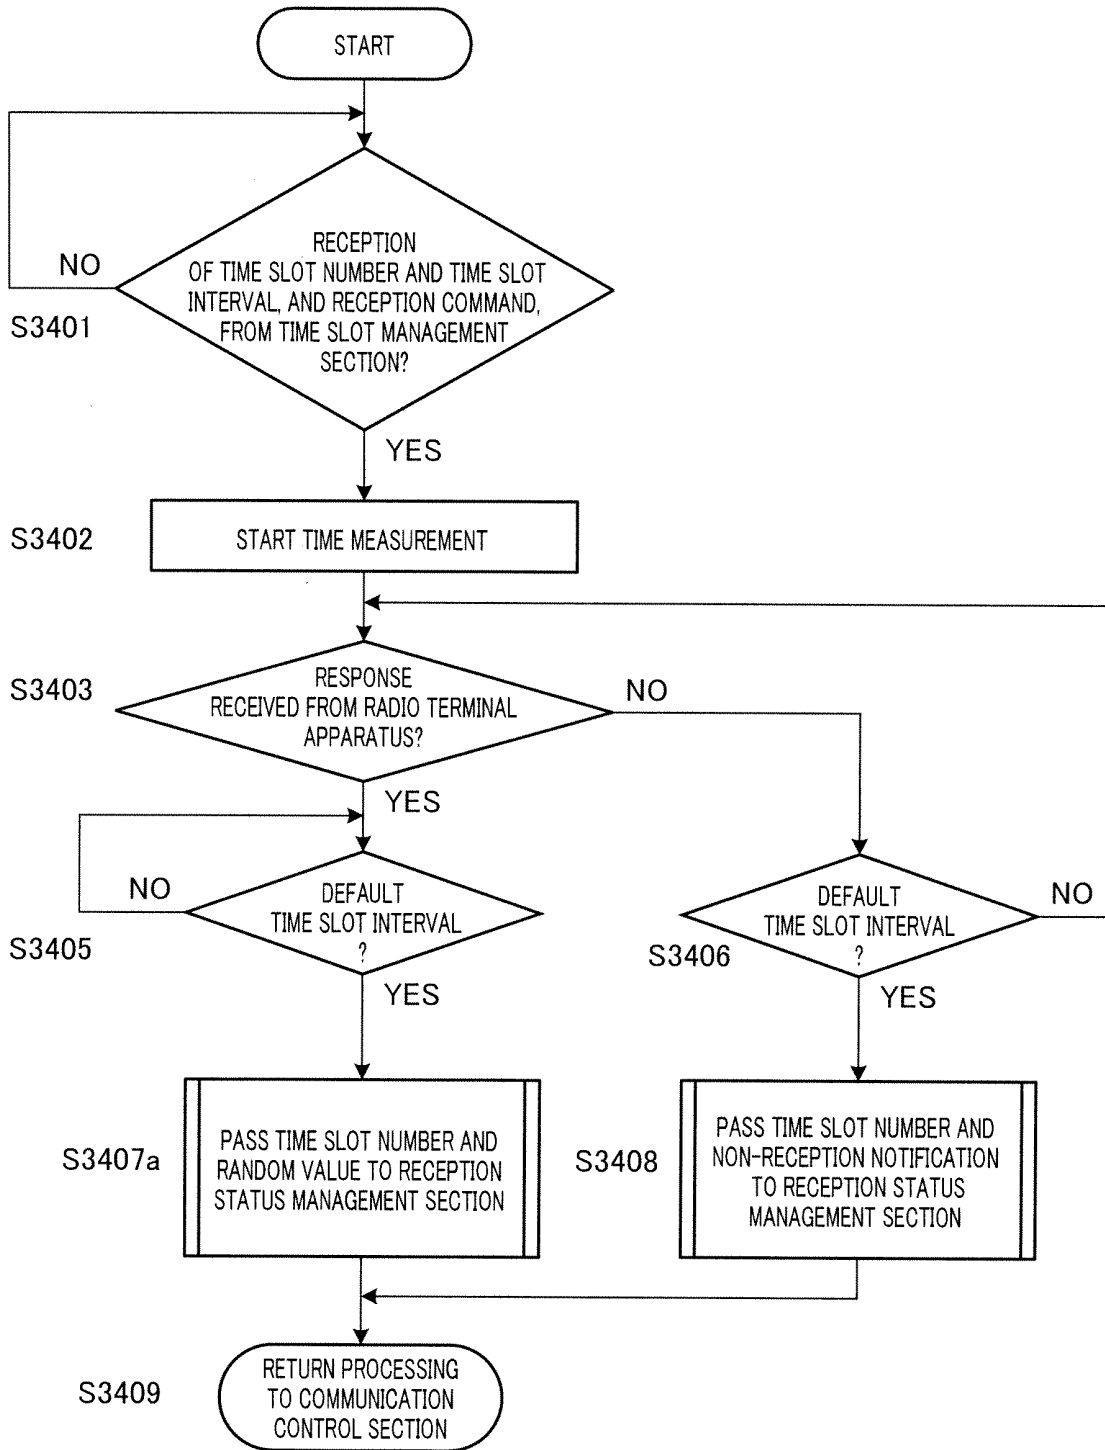 START
NO
RECEPTION
OF TIME SLOT NUMBER AND TIME SLOT
INTERVAL, AND RECEPTION COMMAND,
FROM TIME SLOT MANAGEMENT
SECTION?
S3401
YES
S3402
START TIME MEASUREMENT
S3403
RESPONSE
RECEIVED FROM RADIO TERMINAL
APPARATUS?
NO
YES
NO
DEFAULT
TIME SLOT INTERVAL
?
S3405
YES
DEFAULT
TIME SLOT INTERVAL
?
NO
S3406
YES
S3407a
PASS TIME SLOT NUMBER AND
RANDOM VALUE TO RECEPTION
STATUS MANAGEMENT SECTION
S3408
PASS TIME SLOT NUMBER AND
NON-RECEPTION NOTIFICATION
TO RECEPTION STATUS
MANAGEMENT SECTION
S3409
RETURN PROCESSING
TO COMMUNICATION
CONTROL SECTION